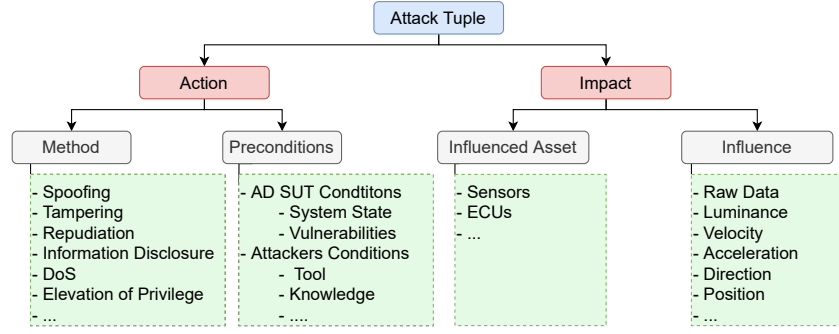 Attack Tuple
Action
Impact
Method
Preconditions
Influenced Asset
Influence
- Spoofing
- Tampering
- Repudiation
- Information Disclosure
- DoS
- Elevation of Privilege
- ...
- AD SUT Condtitons
- System State
- Vulnerabilities
- Attackers Conditions
- Tool
- Knowledge
- ....
- Sensors
- ECUs
- ...
- Raw Data
- Luminance
- Velocity
- Acceleration
- Direction
- Position
- ...